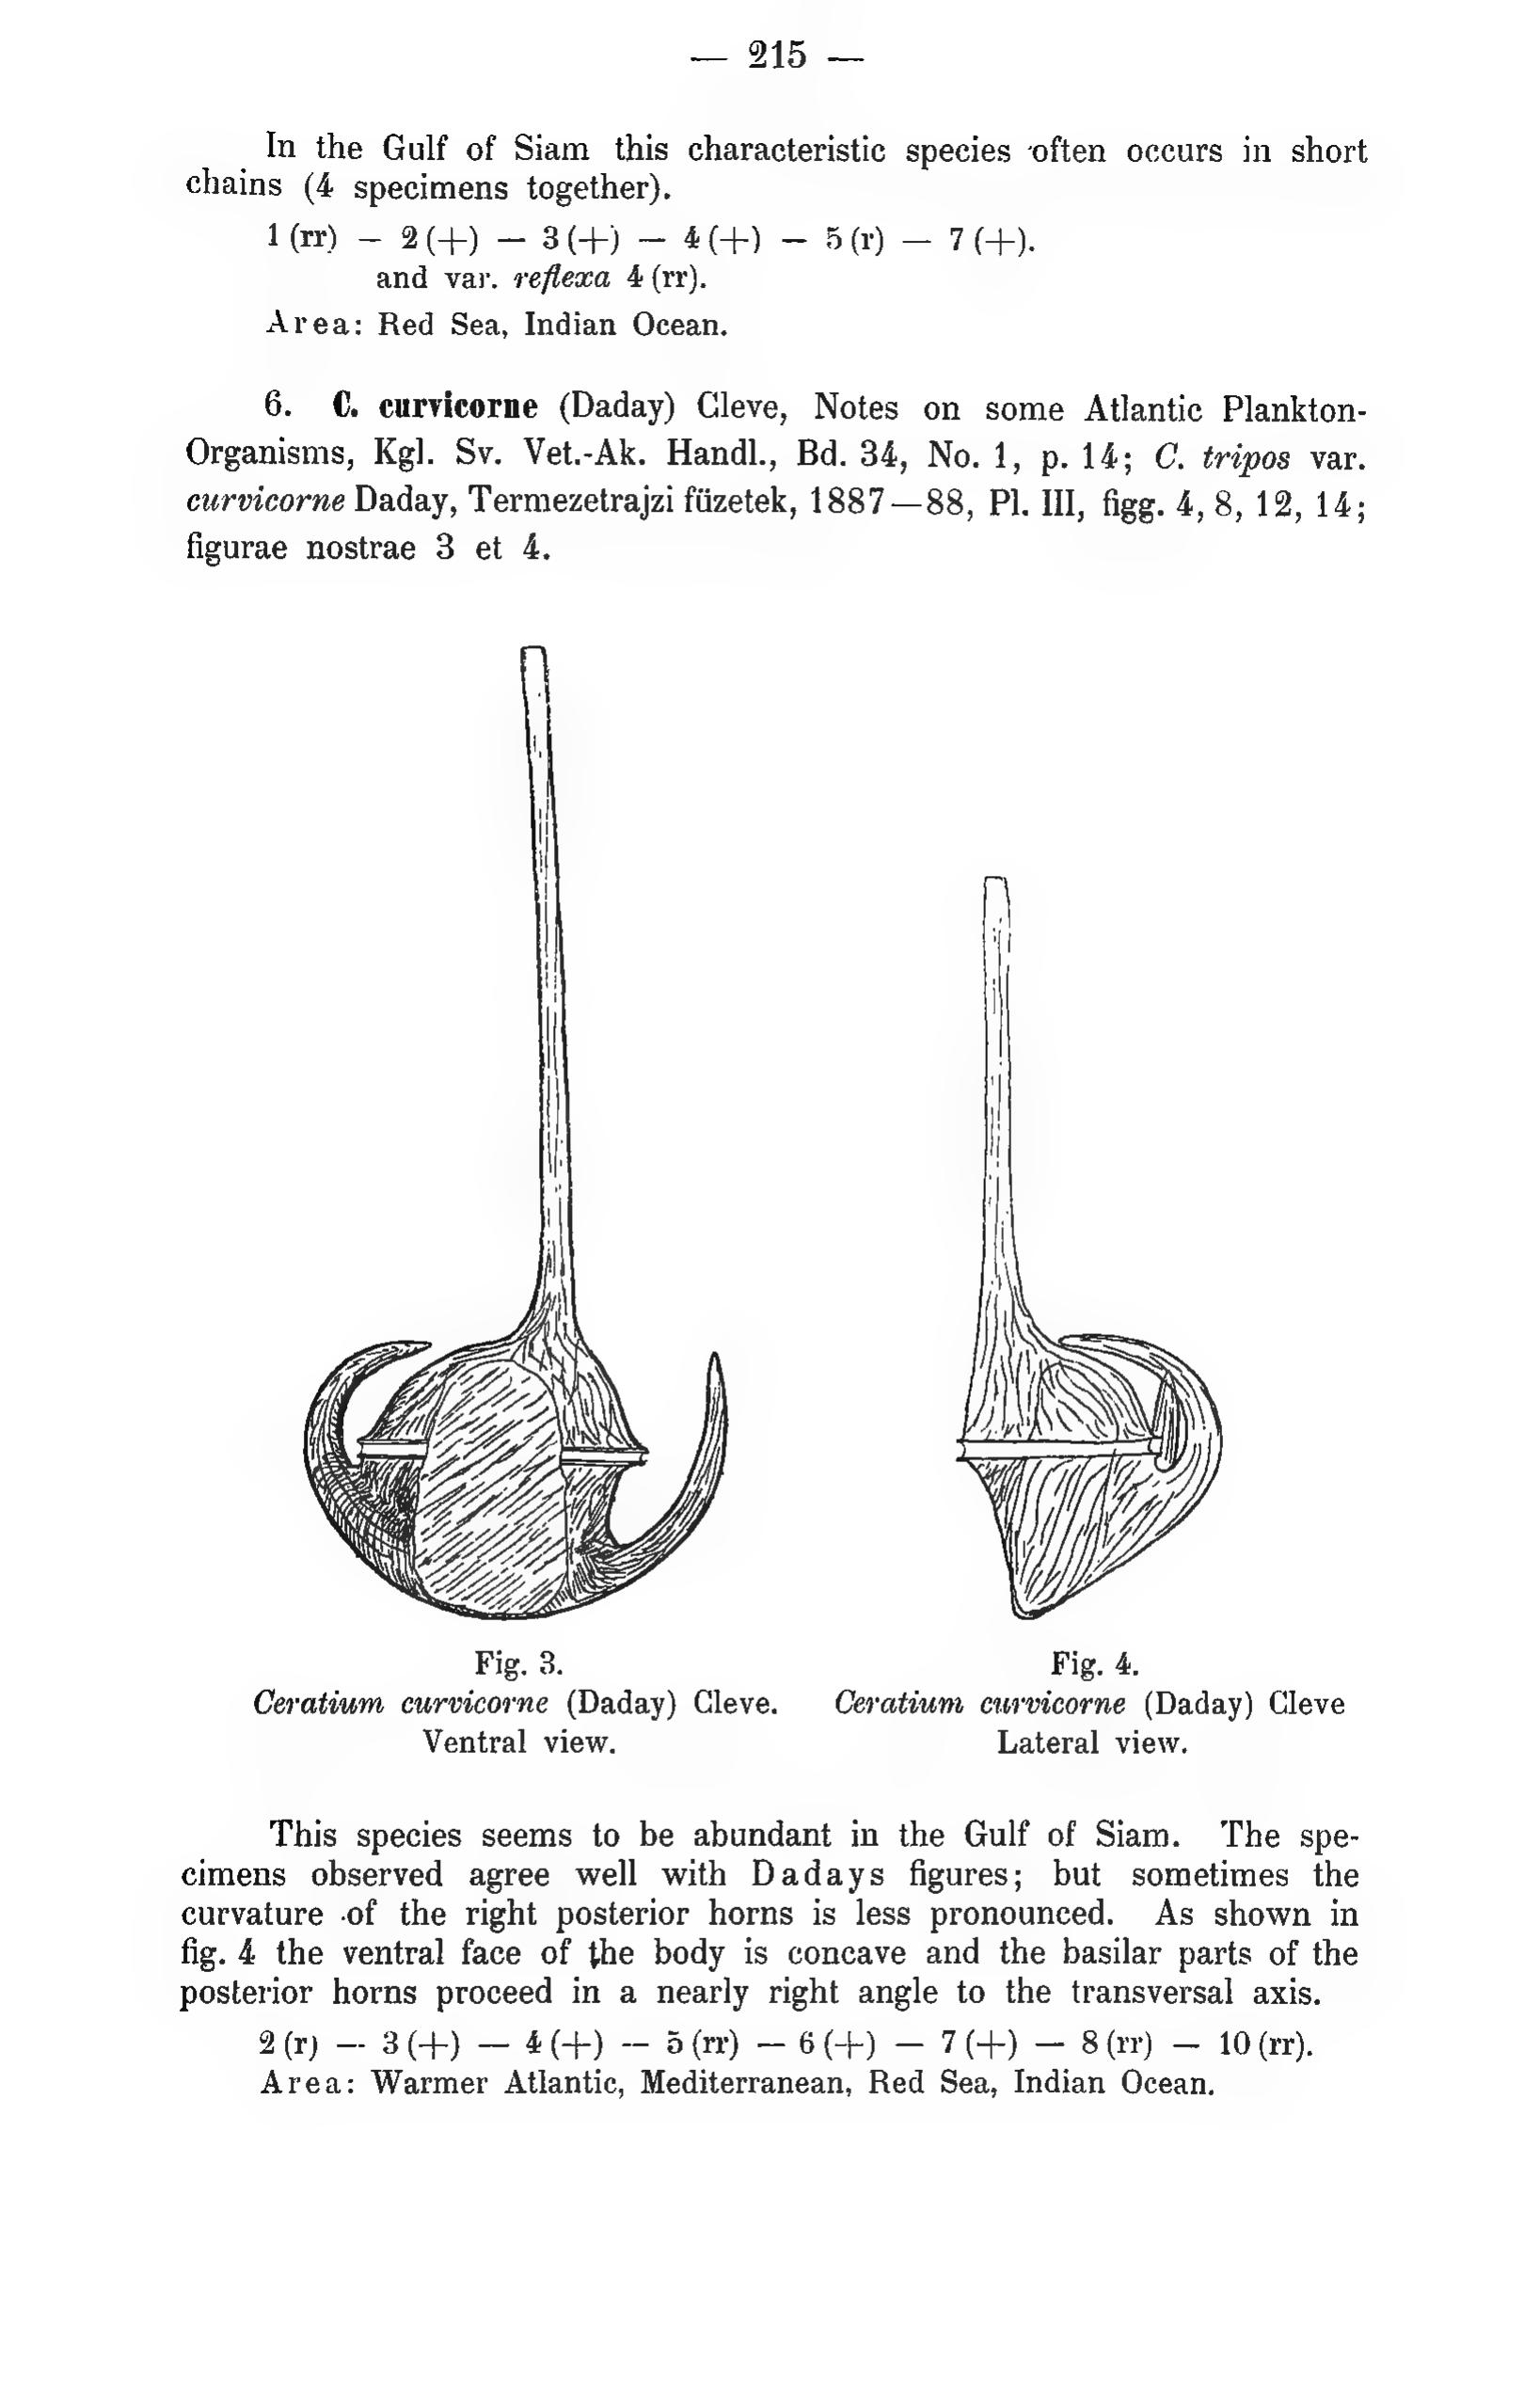 — 215 —
In the Gulf of Siam this characteristic species often occurs in short
chains (4 specimens together).
1 (rr) — 2 (+) — 3 (+) — 4 (+) — 5 (r) — 7 (+).
and var. reflexa 4 (rr).
Area: Red Sea, Indian Ocean.
6. C. curvicorne (Daday) Cleve, Notes on some Atlantic Plankton-
Organisms, Kgl. Sv. Vet.-Ak. Handl., Bd. 34, No. 1, p. 14; C. tripos var.
curvicorne Daday, Termezetrajzi füzetek, 1887—88, Pl. III, figg. 4, 8, 12, 14;
figurae nostrae 3 et 4.
Fig. 3.
Ceratium curvicorne (Daday) Cleve.
Ventral view.
Fig. 4.
Ceratium curvicorne (Daday) Cleve
Lateral view.
This species seems to be abundant in the Gulf of Siam. The spe-
cimens observed agree well with Dadays figures; but sometimes the
curvature of the right posterior horns is less pronounced. As shown in
fig. 4 the ventral face of the body is concave and the basilar parts of the
posterior horns proceed in a nearly right angle to the transversal axis.
2 (r) — 3 (+) — 4 (+) — 5 (rr) — 6 (+) — 7 (+) — 8 (rr) — 10 (rr).
Area: Warmer Atlantic, Mediterranean, Red Sea, Indian Ocean.